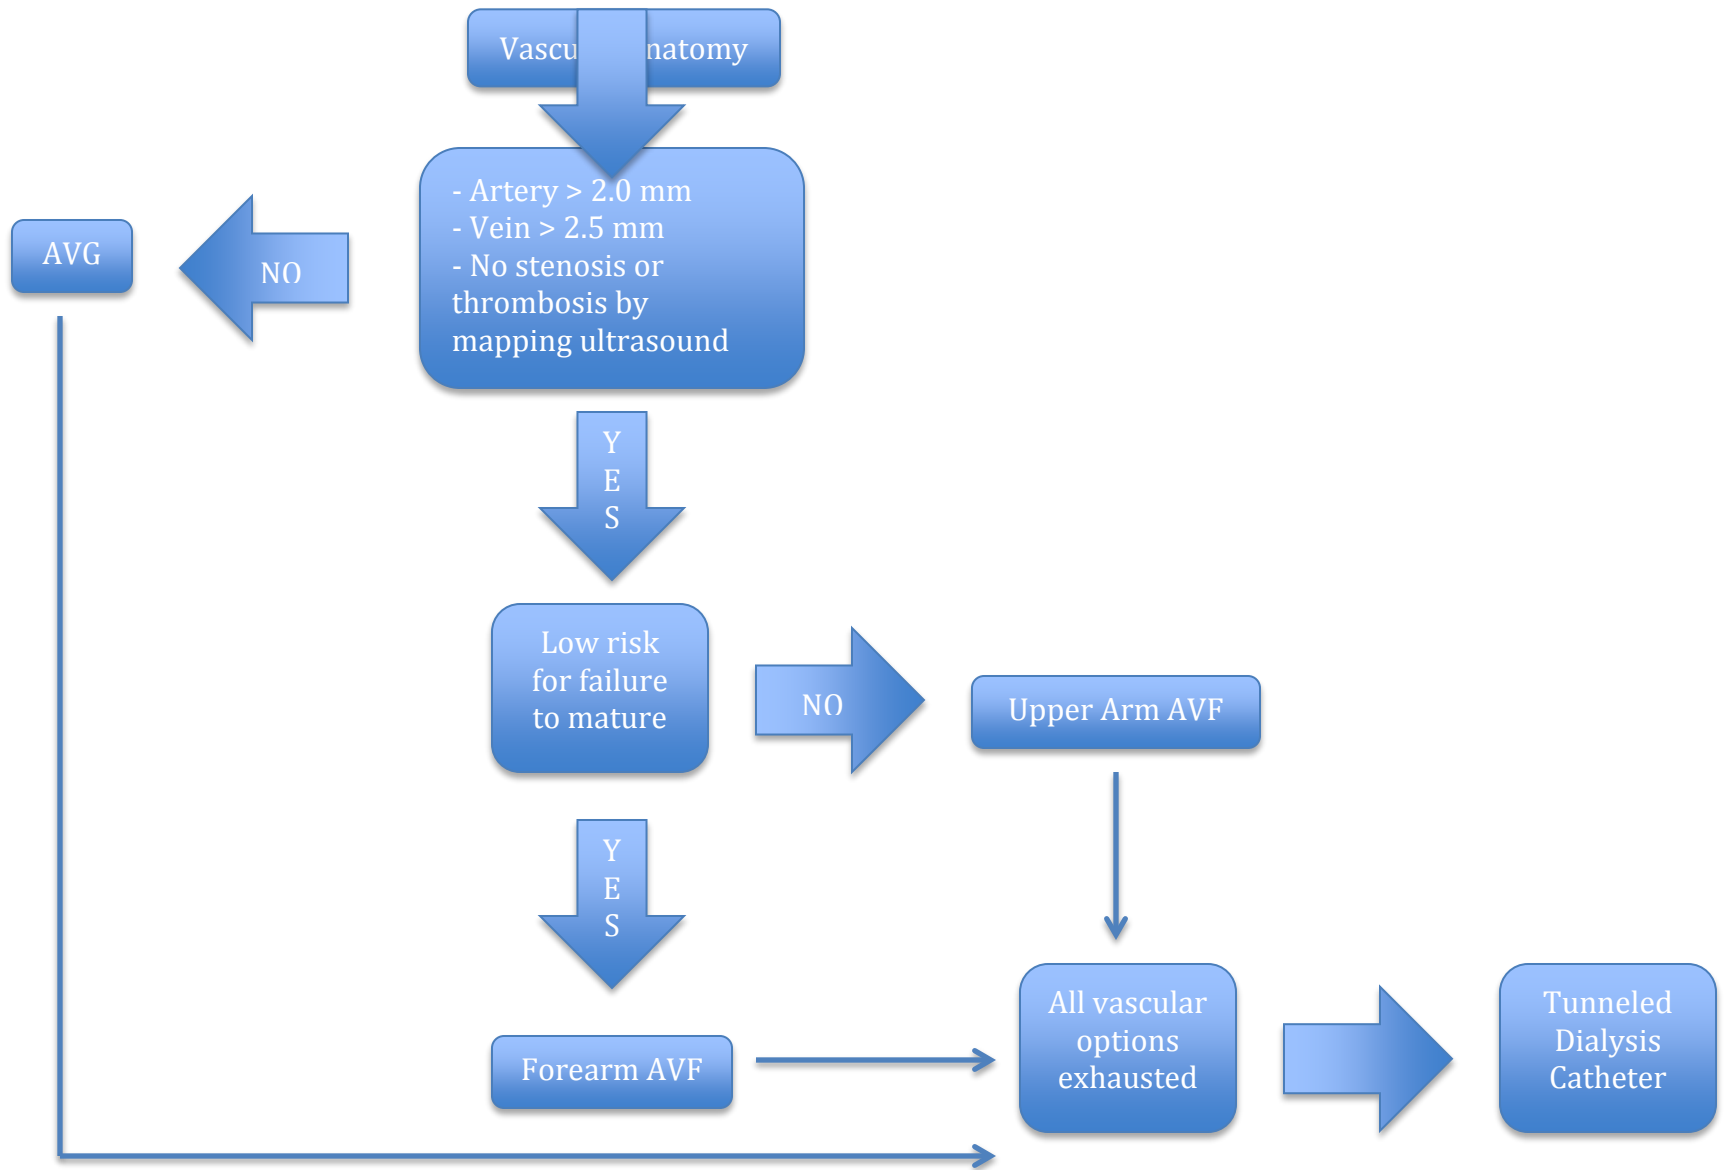 Vascu natomy
- Artery > 2.0 mm
- Vein > 2.5 mm
- No stenosis or
thrombosis by
mapping ultrasound
AVG
NO
Y
E
S
Low risk
for failure
to mature
NO
Upper Arm AVF
Y
E
S
Forearm AVF
All vascular
options
exhausted
Tunneled
Dialysis
Catheter